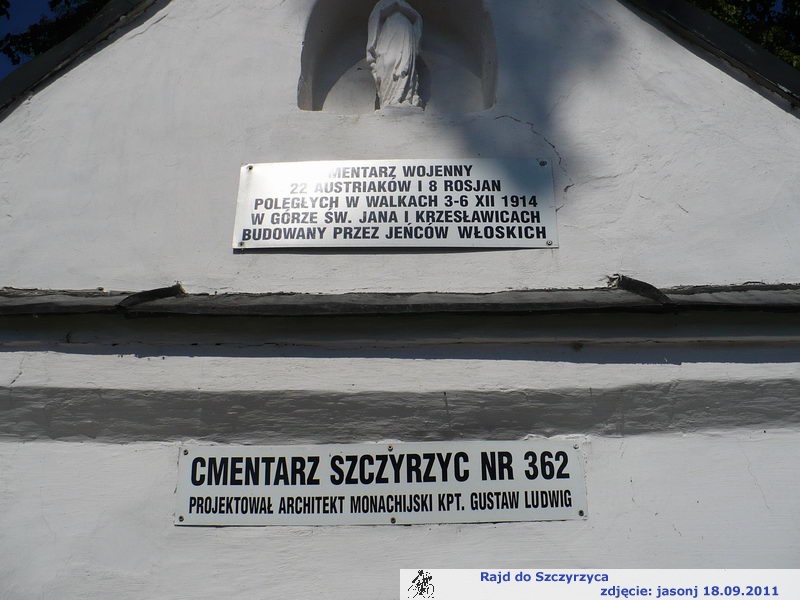 MENTARZ WOJENNY
22 AUSTRIAKÓW I 8 ROSJAN
POLĘGŁYCH W WALKACH 3-6 XII 1914
W GÓRZE ŚW. JANA I KRZESŁAWICACH
BUDOWANY PRZEZ JEŃCÓW WŁOSKICH
CMENTARZ SZCZYRZYC NR 362
PROJEKTOWAŁ ARCHITEKT MONACHIJSKI KPT. GUSTAW LUDWIG
Rajd do Szczyrzyca
zdjęcie: jasonj 18.09.2011